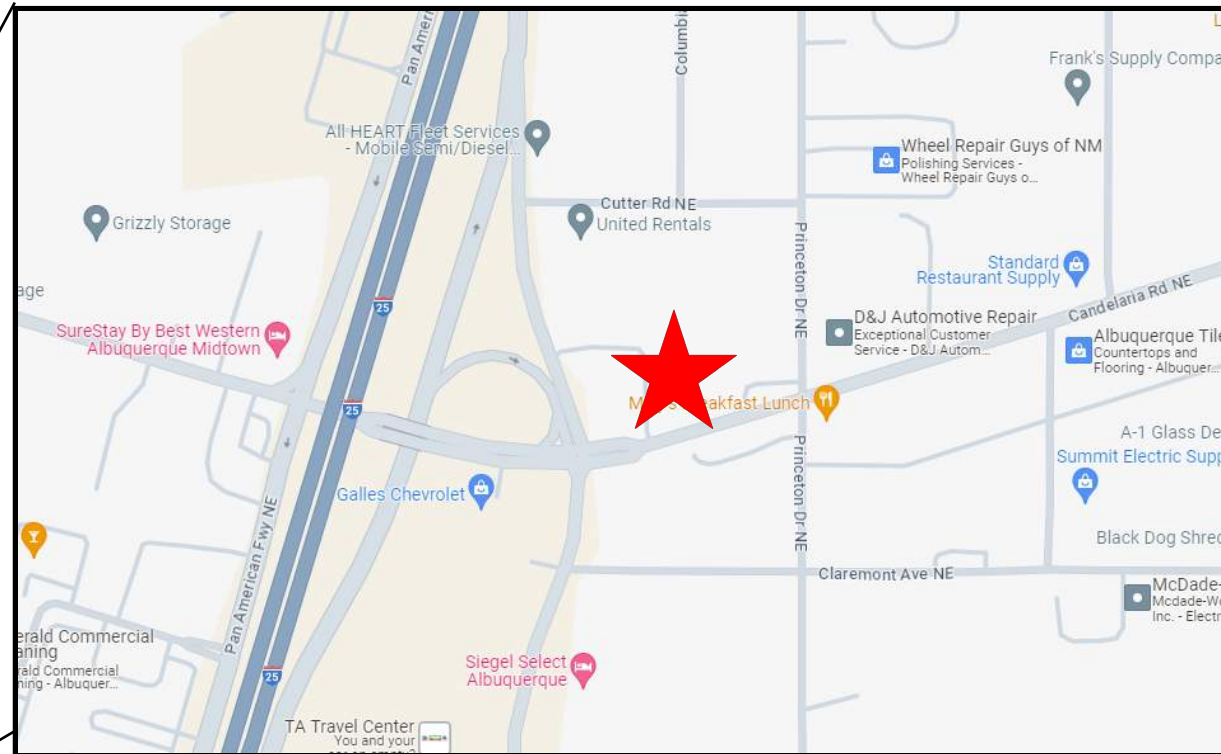 Pan Amer
Columbi
L
Frank's Supply Compa
All HEART Fleet Services
- Mobile Semi/Diesel...
Wheel Repair Guys of NM
Polishing Services -
Wheel Repair Guys o...
Cutter Rd NE
United Rentals
Grizzly Storage
Princeton Dr NE
Standard
Restaurant Supply
age
25
Candelaria Rd NE
SureStay By Best Western
Albuquerque Midtown
D&J Automotive Repair
Exceptional Customer
Service - D&J Autom...
Albuquerque Tile
Countertops and
Flooring - Albuquer...
25
eakfast Lunch
A-1 Glass De
Summit Electric Supp
Galles Chevrolet
Princeton Dr NE
Black Dog Shred
Pan American Fwy NE
Claremont Ave NE
McDade-
Mcdade-Wo
Inc. - Electr
erald Commercial
aning
rald Commercial
ning - Albuquer...
25
Siegel Select
Albuquerque
TA Travel Center
You and your